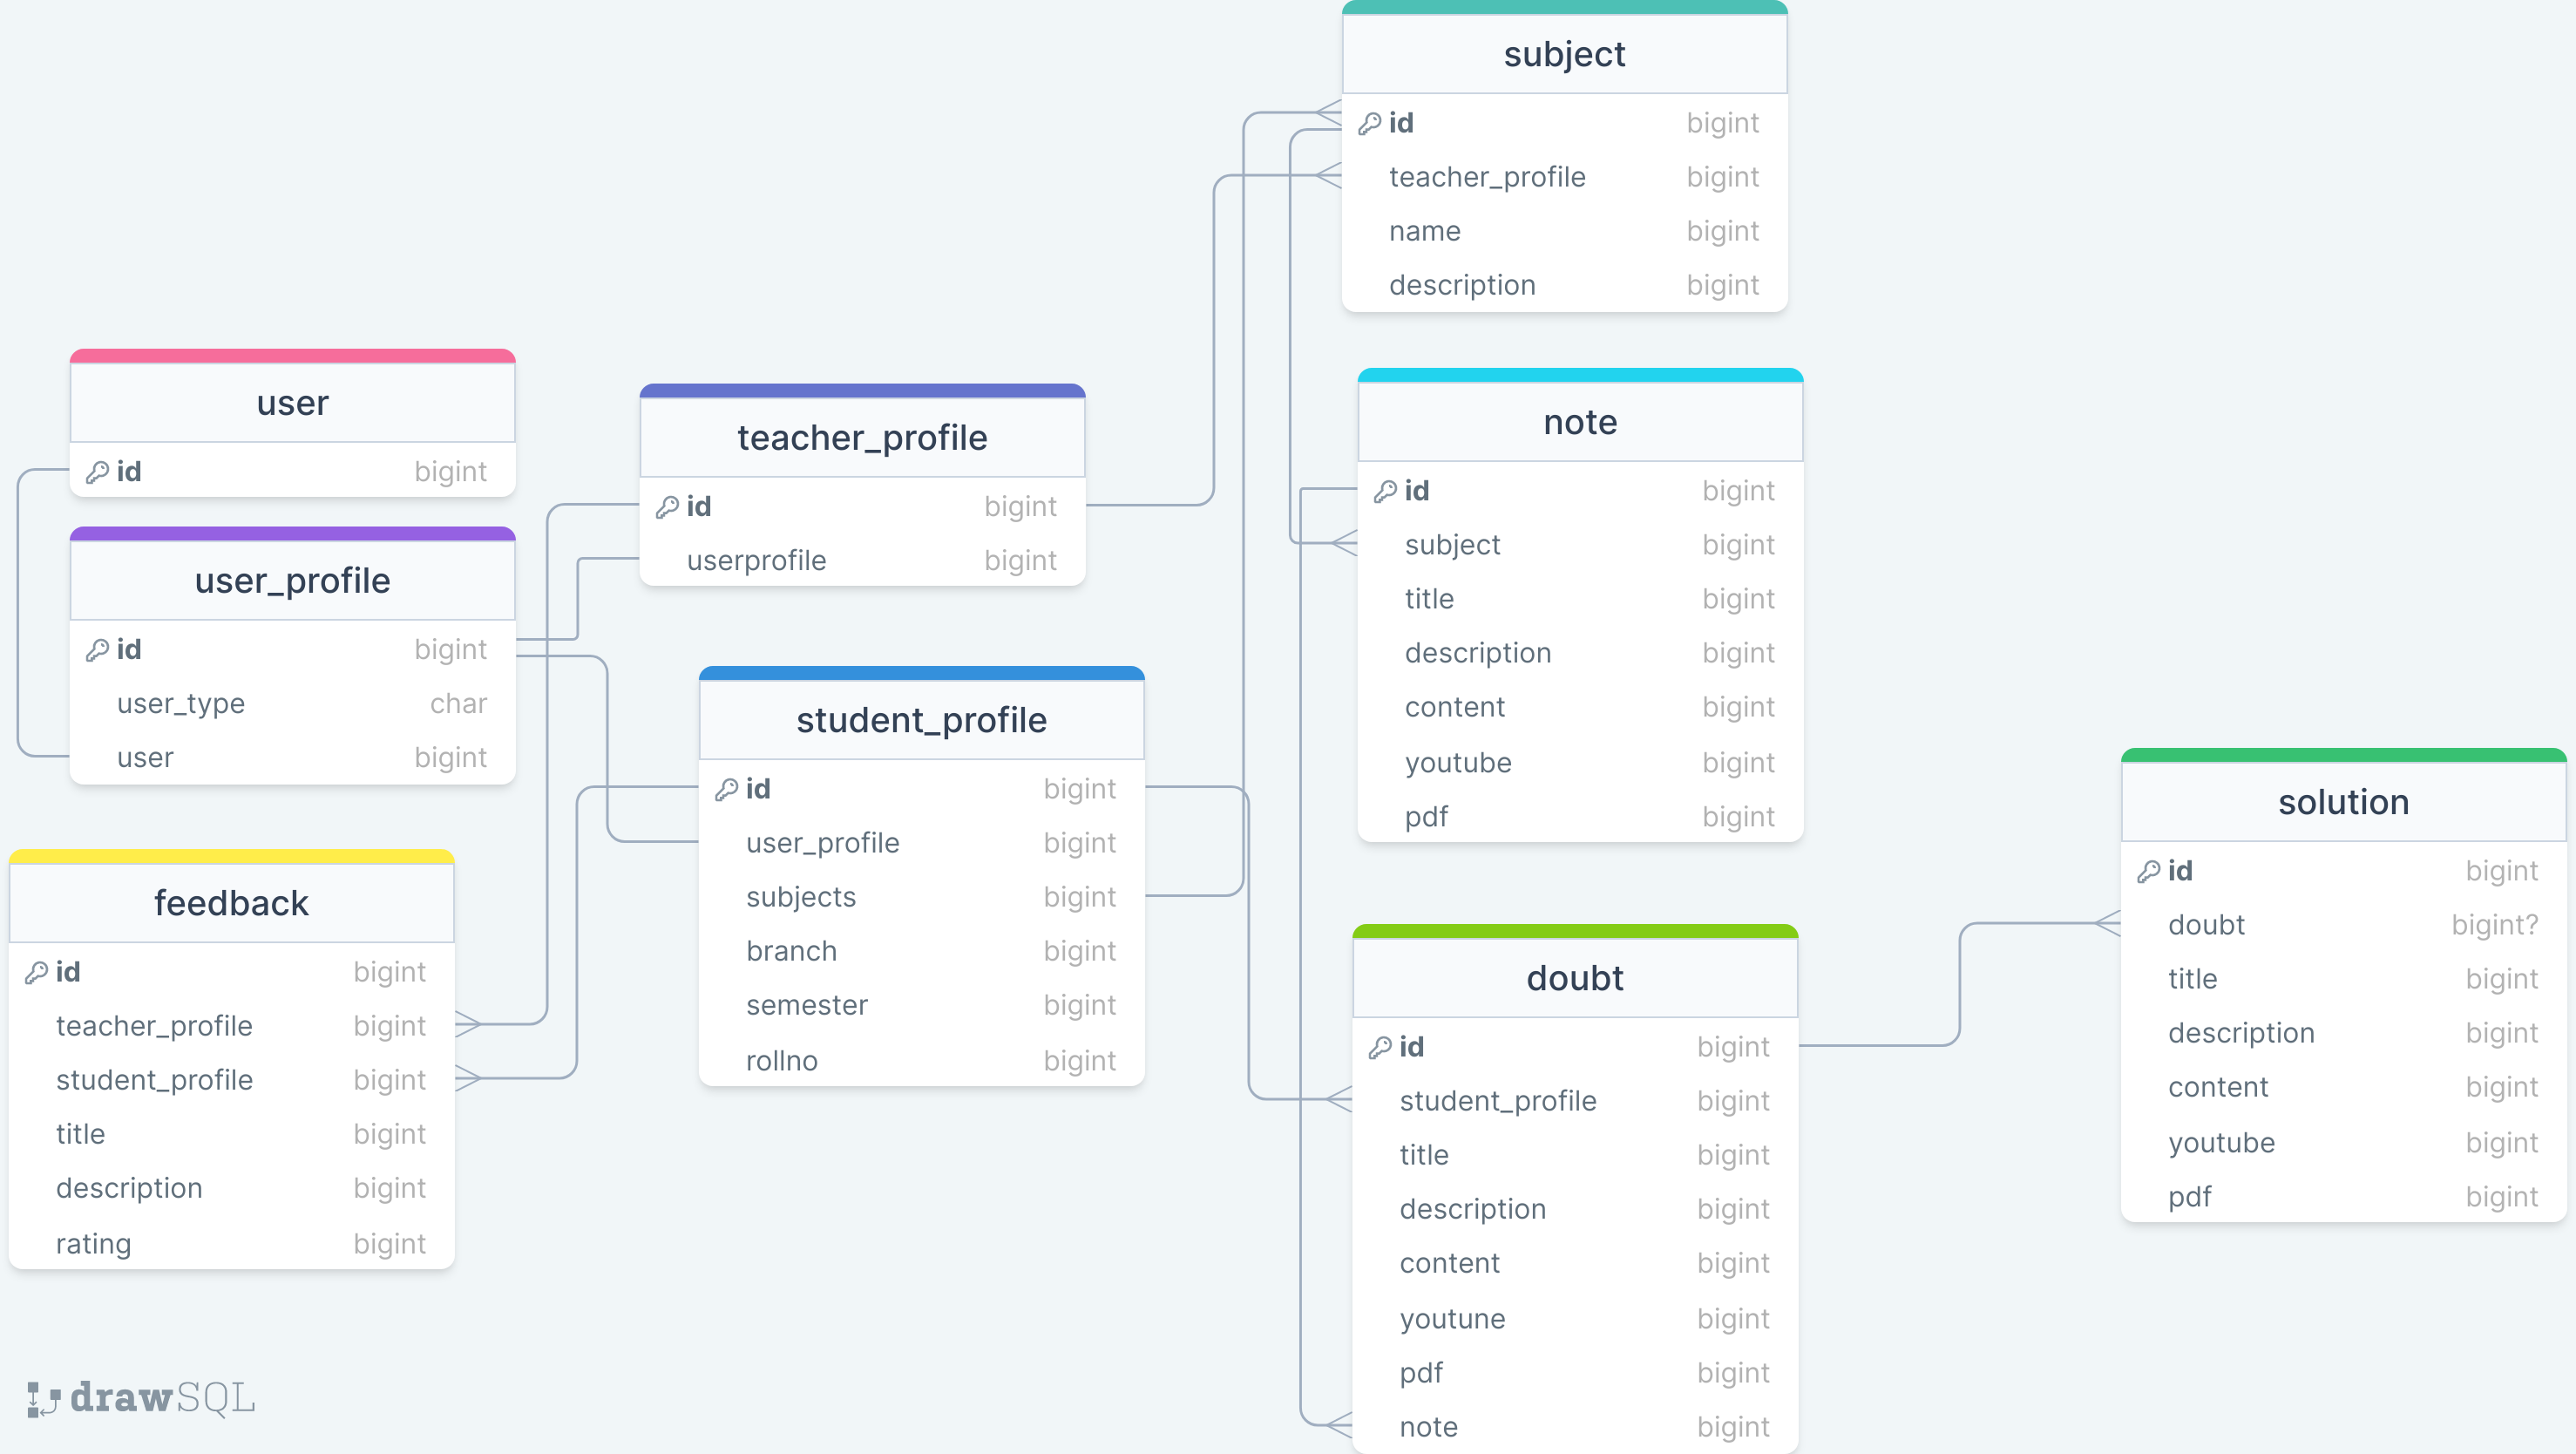 subject
id bigint
teacher_profile bigint
name bigint
description bigint
user
id bigint
user_profile
id bigint
user_type char
user bigint
teacher_profile
id bigint
userprofile bigint
note
id bigint
subject bigint
title bigint
description bigint
content bigint
youtube bigint
pdf bigint
student_profile
id bigint
user_profile bigint
subjects bigint
branch bigint
semester bigint
rollno bigint
feedback
id bigint
teacher_profile bigint
student_profile bigint
title bigint
description bigint
rating bigint
doubt
id bigint
student_profile bigint
title bigint
description bigint
content bigint
youtune bigint
pdf bigint
note bigint
solution
id bigint
doubt bigint?
title bigint
description bigint
content bigint
youtube bigint
pdf bigint
drawSQL